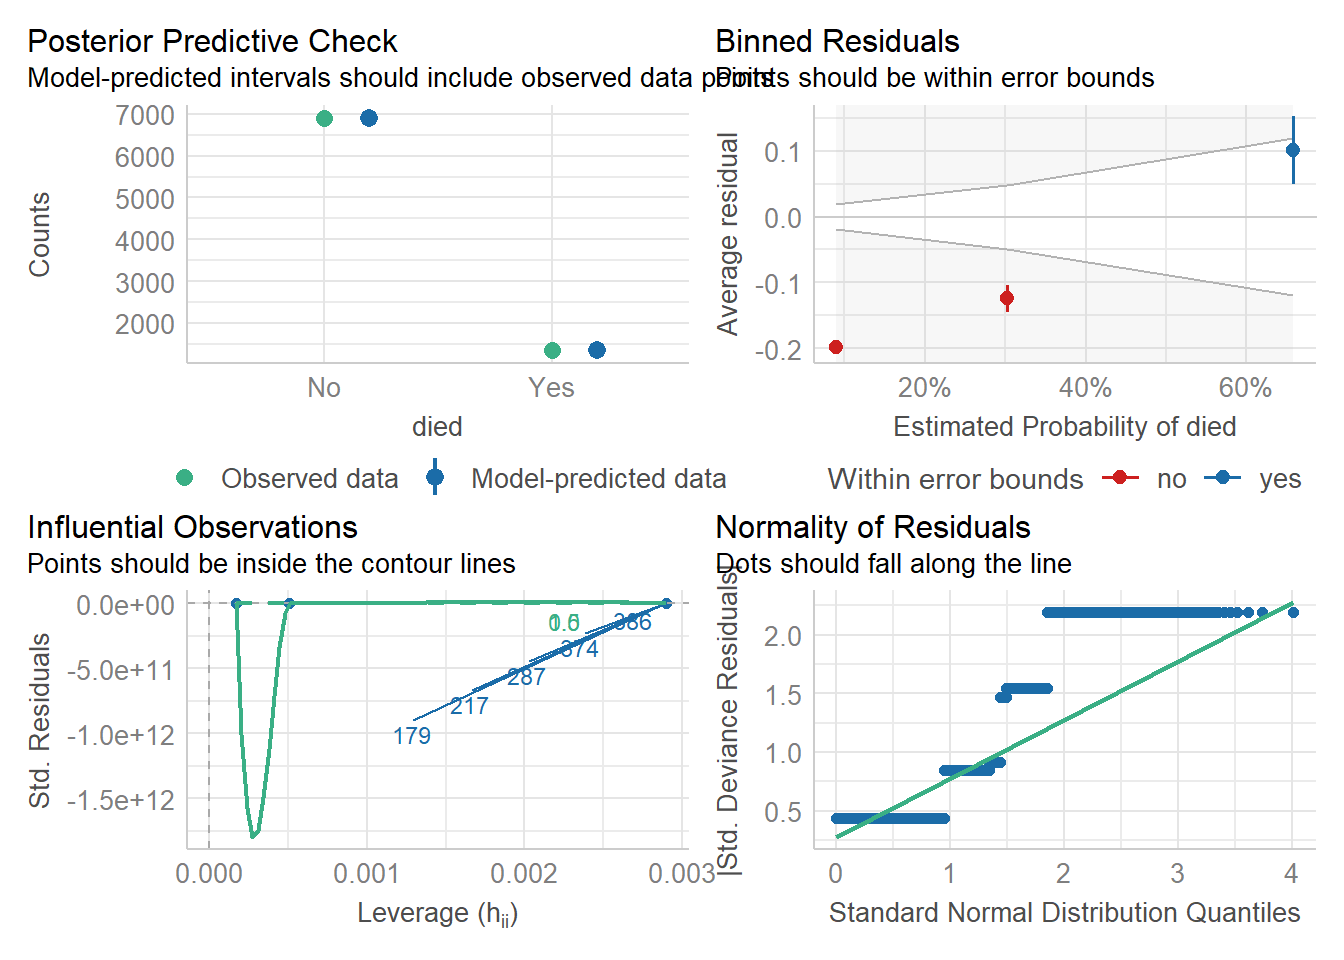 Posterior Predictive Check
Model-predicted intervals should include observed data points
Counts
7000
6000
5000
4000
3000
2000
No
Yes
died
Observed data
Model-predicted data
Binned Residuals
Points should be within error bounds
Average residual
0.1
0.0
-0.1
-0.2
20%
40%
60%
Estimated Probability of died
Within error bounds
no
yes
Influential Observations
Points should be inside the contour lines
Std. Residuals
0.0e+00
-5.0e+11
-1.0e+12
-1.5e+12
386
374
287
217
179
0.000
0.001
0.002
0.003
Leverage (hii)
Normality of Residuals
Dots should fall along the line
|Std. Deviance Residuals|
2.0
1.5
1.0
0.5
0
1
2
3
4
Standard Normal Distribution Quantiles